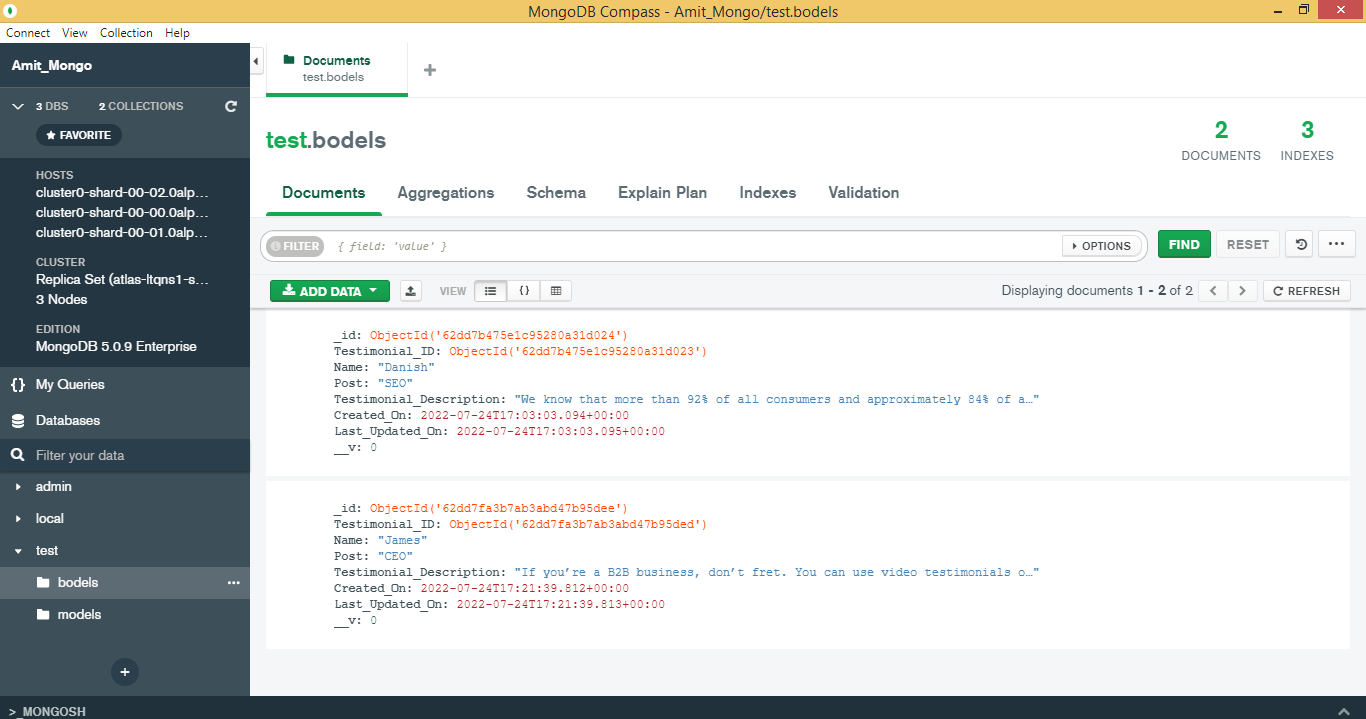 MongoDB Compass - Amit_Mongo/test.bodels
Connect View Collection Help
Amit_Mongo
3 DBS 2 COLLECTIONS
★ FAVORITE
HOSTS
cluster0-shard-00-02.0alp...
cluster0-shard-00-00.0alp...
cluster0-shard-00-01.0alp...
CLUSTER
Replica Set (atlas-ltqns1-s...
3 Nodes
EDITION
MongoDB 5.0.9 Enterprise
{} My Queries
Databases
Filter your data
admin
local
test
bodels ...
models
+
>_MONGOSH
Documents
test.bodels
+
test.bodels
2
DOCUMENTS
3
INDEXES
Documents Aggregations Schema Explain Plan Indexes Validation
FILTER { field: 'value' } OPTIONS FIND RESET ...
ADD DATA VIEW {} Displaying documents 1 - 2 of 2 < > REFRESH
_id: ObjectId('62dd7b475e1c95280a31d024')
Testimonial_ID: ObjectId('62dd7b475e1c95280a31d023')
Name: "Danish"
Post: "SEO"
Testimonial_Description: "We know that more than 92% of all consumers and approximately 84% of a…"
Created_On: 2022-07-24T17:03:03.094+00:00
Last_Updated_On: 2022-07-24T17:03:03.095+00:00
__v: 0
_id: ObjectId('62dd7fa3b7ab3abd47b95dee')
Testimonial_ID: ObjectId('62dd7fa3b7ab3abd47b95ded')
Name: "James"
Post: "CEO"
Testimonial_Description: "If you’re a B2B business, don’t fret. You can use video testimonials o…"
Created_On: 2022-07-24T17:21:39.812+00:00
Last_Updated_On: 2022-07-24T17:21:39.813+00:00
__v: 0